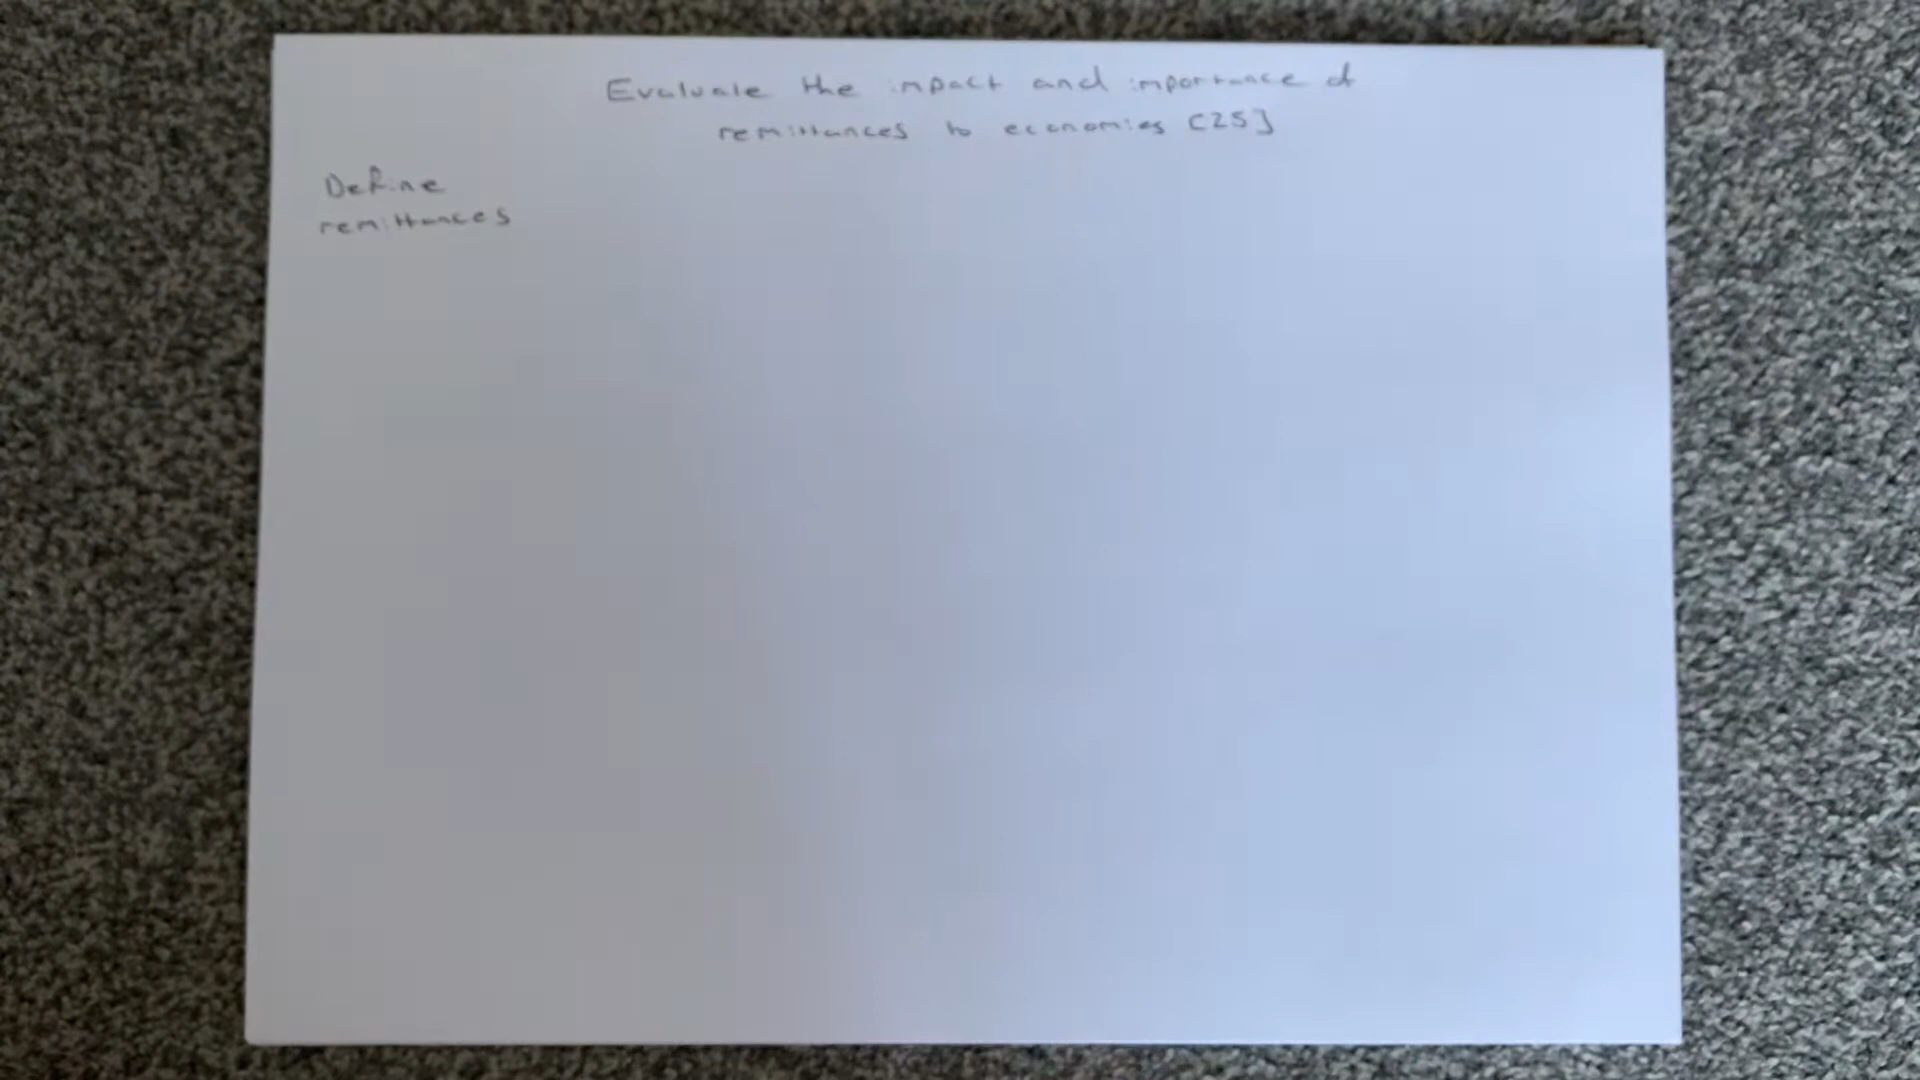 Evaluate the impact and importance of
remittances to economies [25]
Define
remittances